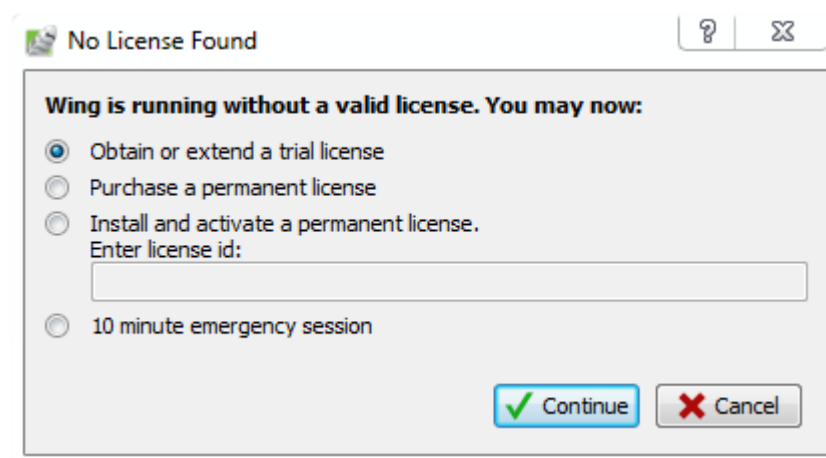 No License Found
Wing is running without a valid license. You may now:
Obtain or extend a trial license
Purchase a permanent license
Install and activate a permanent license.
Enter license id:
10 minute emergency session
Continue
Cancel